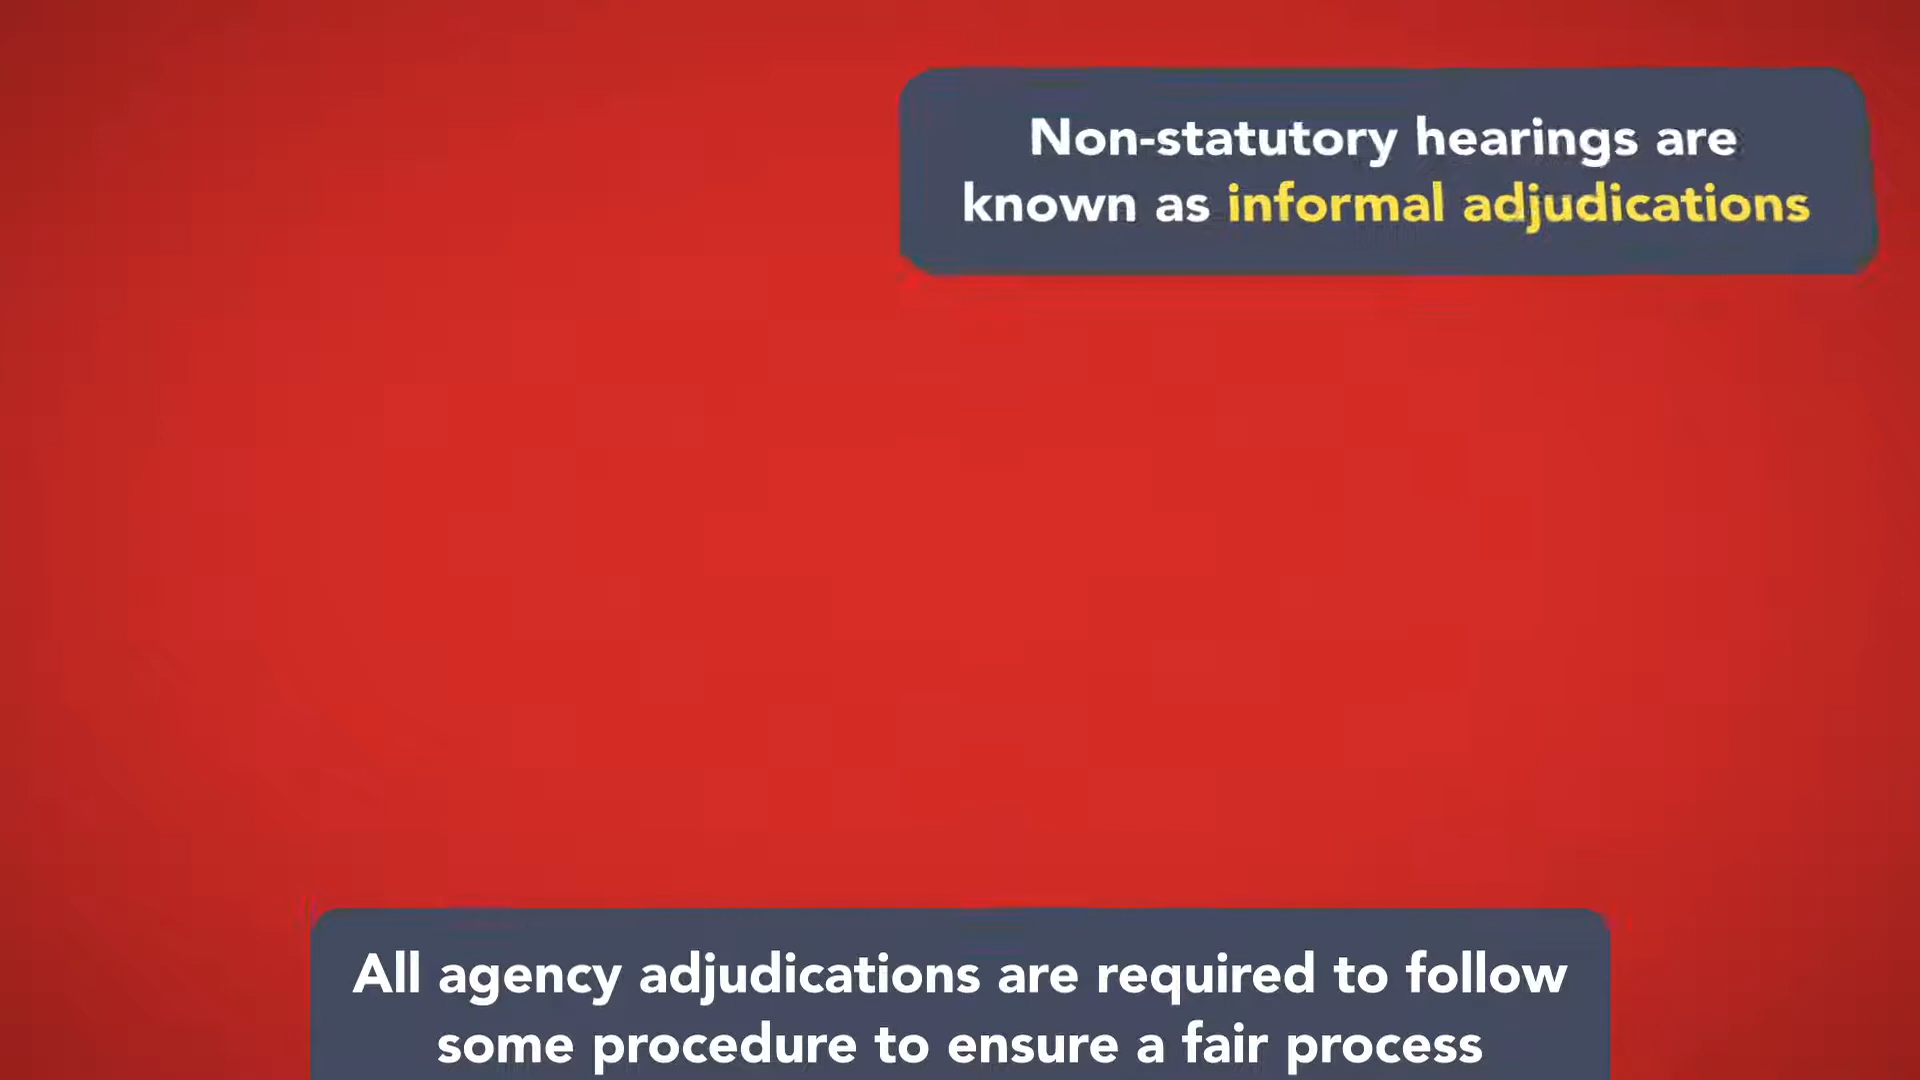 Non-statutory hearings are
known as informal adjudications
All agency adjudications are required to follow
some procedure to ensure a fair process